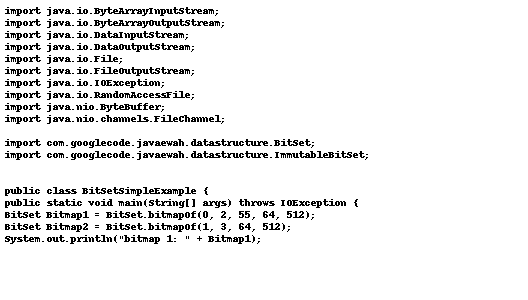 import java.io.ByteArrayInputStream;
import java.io.ByteArrayOutputStream;
import java.io.DataInputStream;
import java.io.DataOutputStream;
import java.io.File;
import java.io.FileOutputStream;
import java.io.IOException;
import java.io.RandomAccessFile;
import java.nio.ByteBuffer;
import java.nio.channels.FileChannel;

import com.googlecode.javaewah.datastructure.BitSet;
import com.googlecode.javaewah.datastructure.ImmutableBitSet;

public class BitSetSimpleExample {
public static void main(String[] args) throws IOException {
BitSet Bitmap1 = BitSet.bitmapOf(0, 2, 55, 64, 512);
BitSet Bitmap2 = BitSet.bitmapOf(1, 3, 64, 512);
System.out.println("bitmap 1: " + Bitmap1);